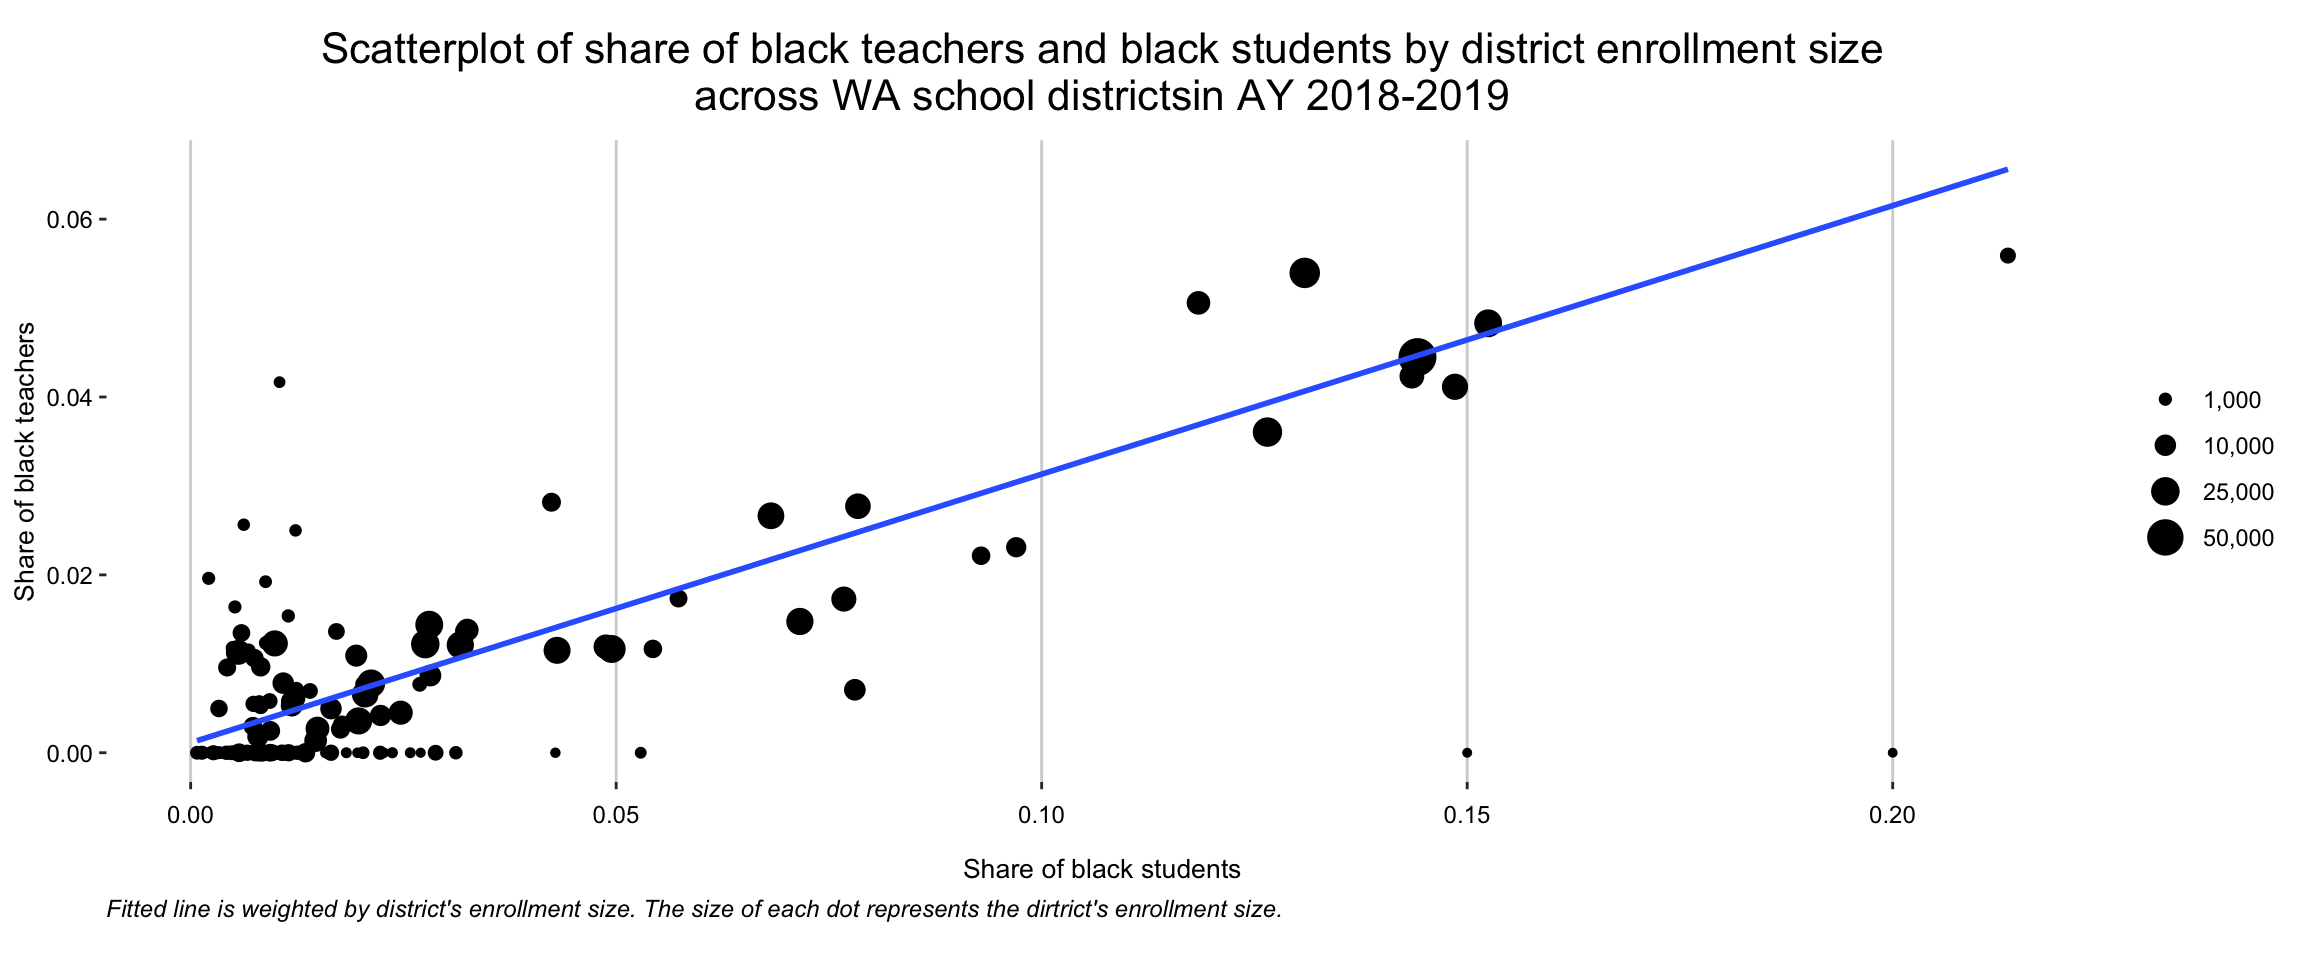 Scatterplot of share of black teachers and black students by district enrollment size
across WA school districtsin AY 2018-2019
Share of black teachers
0.06
0.04
0.02
0.00
0.00 0.05 0.10 0.15 0.20
Share of black students
1,000
10,000
25,000
50,000
Fitted line is weighted by district's enrollment size. The size of each dot represents the dirtrict's enrollment size.